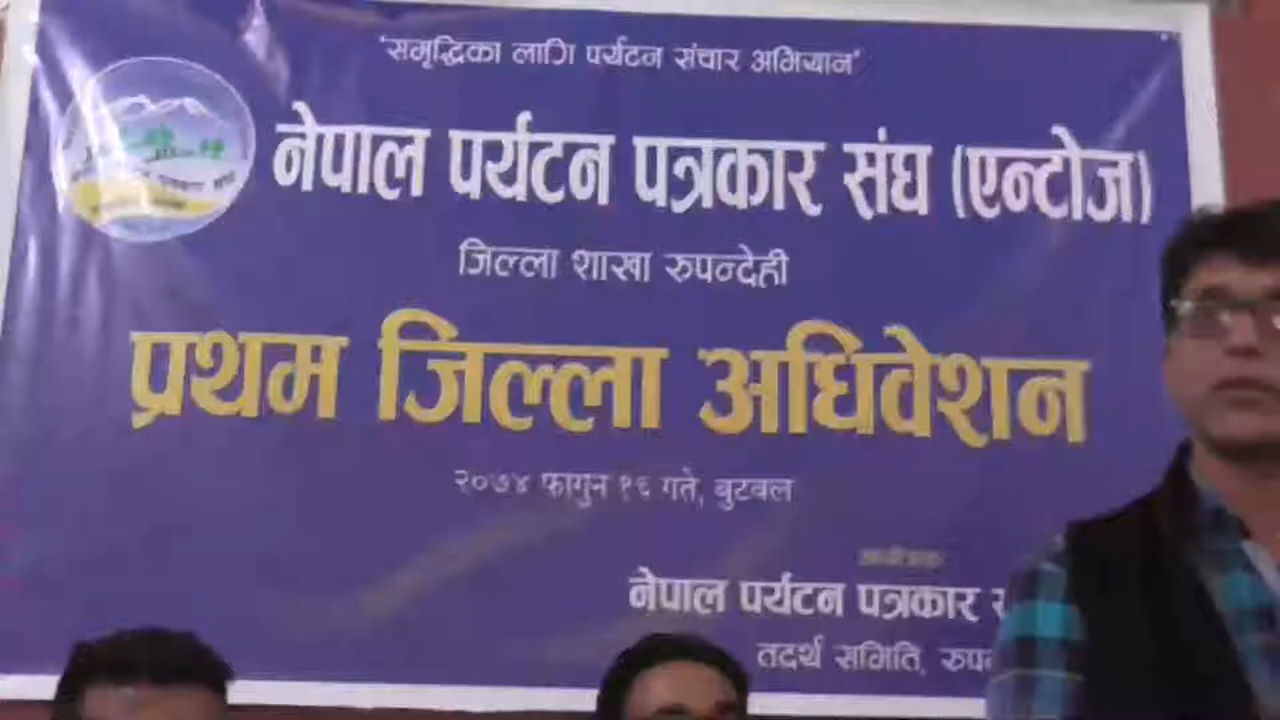 'समृद्धिका लागि पर्यटन संचार अभियान'
नेपाल पर्यटन पत्रकार संघ (एन्टोज)
जिल्ला शाखा रुपन्देही
प्रथम जिल्ला अधिवेशन
२०७४ फागुन १६ गते, बुटवल
नेपाल पर्यटन पत्रकार
तदर्थ समिति,